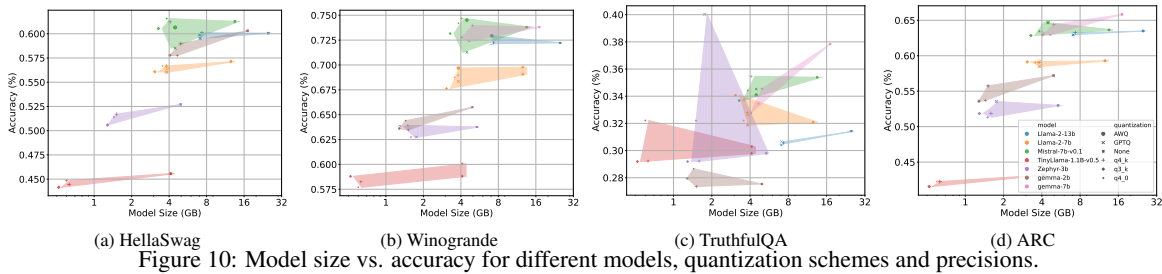 0.600
0.575
0.550
0.525
0.500
0.475
0.450
Accuracy (%)
1 2 4 8 16 32
Model Size (GB)
(a) HellaSwag
0.750
0.725
0.700
0.675
0.650
0.625
0.600
0.575
Accuracy (%)
1 2 4 8 16 32
Model Size (GB)
(b) Winogrande
0.40
0.38
0.36
0.34
0.32
0.30
0.28
Accuracy (%)
1 2 4 8 16 32
Model Size (GB)
(c) TruthfulQA
0.65
0.60
0.55
0.50
0.45
Accuracy (%)
1 2 4 8 16 32
Model Size (GB)
model
Llama-2-13b
Llama-2-7b
Mistral-7b-v0.1
TinyLlama-1.1B-v0.5
Zephyr-3b
gemma-2b
gemma-7b
quantization
AWQ
GPTQ
None
q4_k
q3_k
q4_0
(d) ARC
Figure 10: Model size vs. accuracy for different models, quantization schemes and precisions.